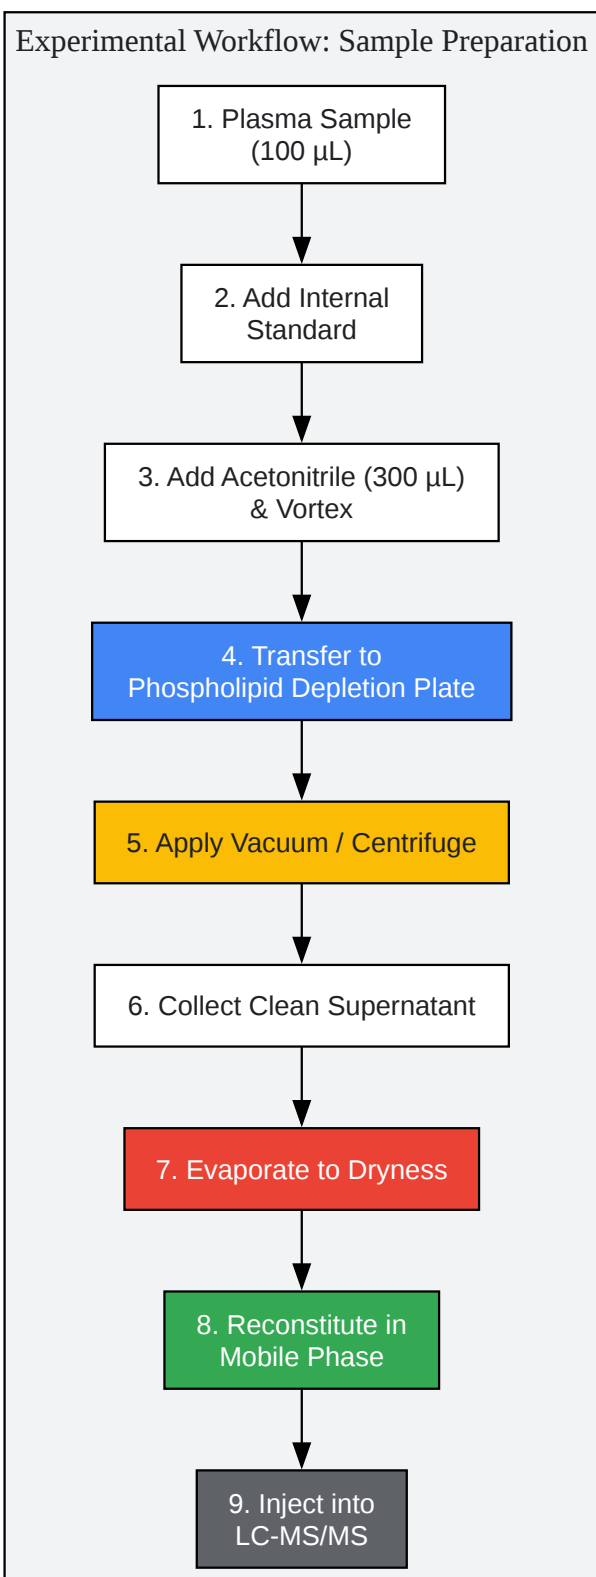 Experimental Workflow: Sample Preparation
1. Plasma Sample
(100 µL)
2. Add Internal
Standard
3. Add Acetonitrile (300 µL)
& Vortex
4. Transfer to
Phospholipid Depletion Plate
5. Apply Vacuum / Centrifuge
6. Collect Clean Supernatant
7. Evaporate to Dryness
8. Reconstitute in
Mobile Phase
9. Inject into
LC-MS/MS